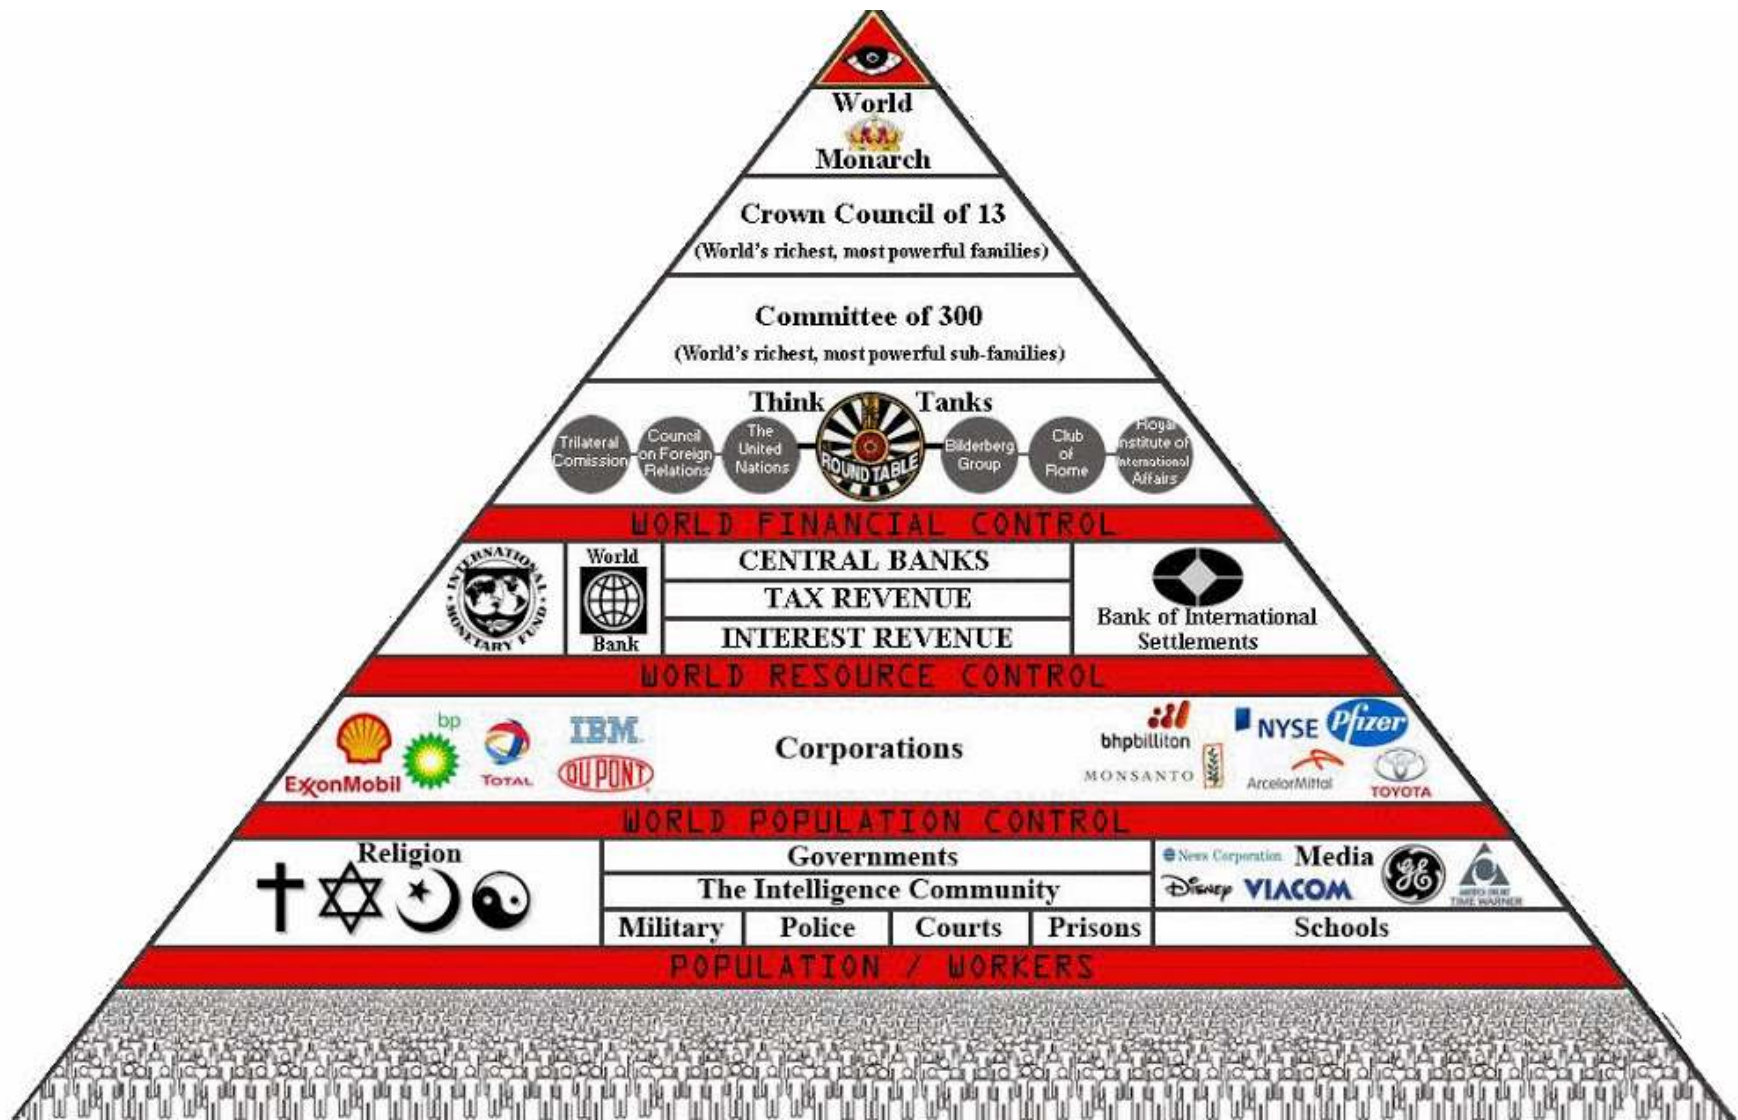 World
Monarch
Crown Council of 13
(World's richest, most powerful families)
Committee of 300
(World's richest, most powerful sub-families)
Think Tanks
Trilateral
Comission
Council
on Foreign
Relations
The
United
Nations
ROUND TABLE
Bilderberg
Group
Club
of
Rome
Royal
Institute of
International
Affairs
WORLD FINANCIAL CONTROL
INTERNATIONAL
MONETARY FUND
World
Bank
CENTRAL BANKS
TAX REVENUE
INTEREST REVENUE
Bank of International
Settlements
WORLD RESOURCE CONTROL
ExxonMobil
bp
TOTAL
IBM
DU PONT
Corporations
bhpbilliton
MONSANTO
NYSE
Pfizer
ArcelorMittal
TOYOTA
WORLD POPULATION CONTROL
Religion
Governments
The Intelligence Community
Military
Police
Courts
Prisons
News Corporation
Media
Disney
VIACOM
GE
AMERICA ONLINE
TIME WARNER
Schools
POPULATION / WORKERS